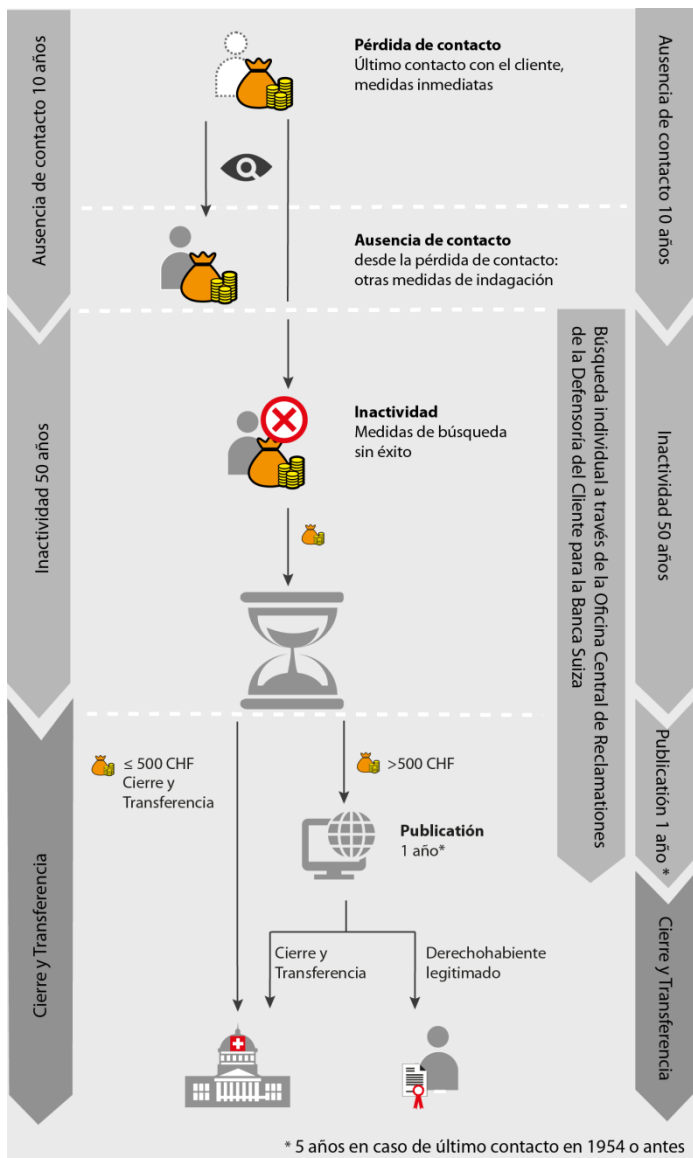 Ausencia de contacto 10 años
Pérdida de contacto
Último contacto con el cliente,
medidas inmediatas
Ausencia de contacto 10 años
Ausencia de contacto
desde la pérdida de contacto:
otras medidas de indagación
Inactividad 50 años
Inactividad
Medidas de búsqueda
sin éxito
Búsqueda individual a través de la Oficina Central de Reclamationes
de la Defensoría del Cliente para la Banca Suiza
Inactividad 50 años
≤ 500 CHF
Cierre y
Transferencia
>500 CHF
Publicatión
1 año*
Publicatión 1 año *
Cierre y Transferencia
Cierre y
Transferencia
Derechohabiente
legitimado
Cierre y Transferencia
* 5 años en caso de último contacto en 1954 o antes